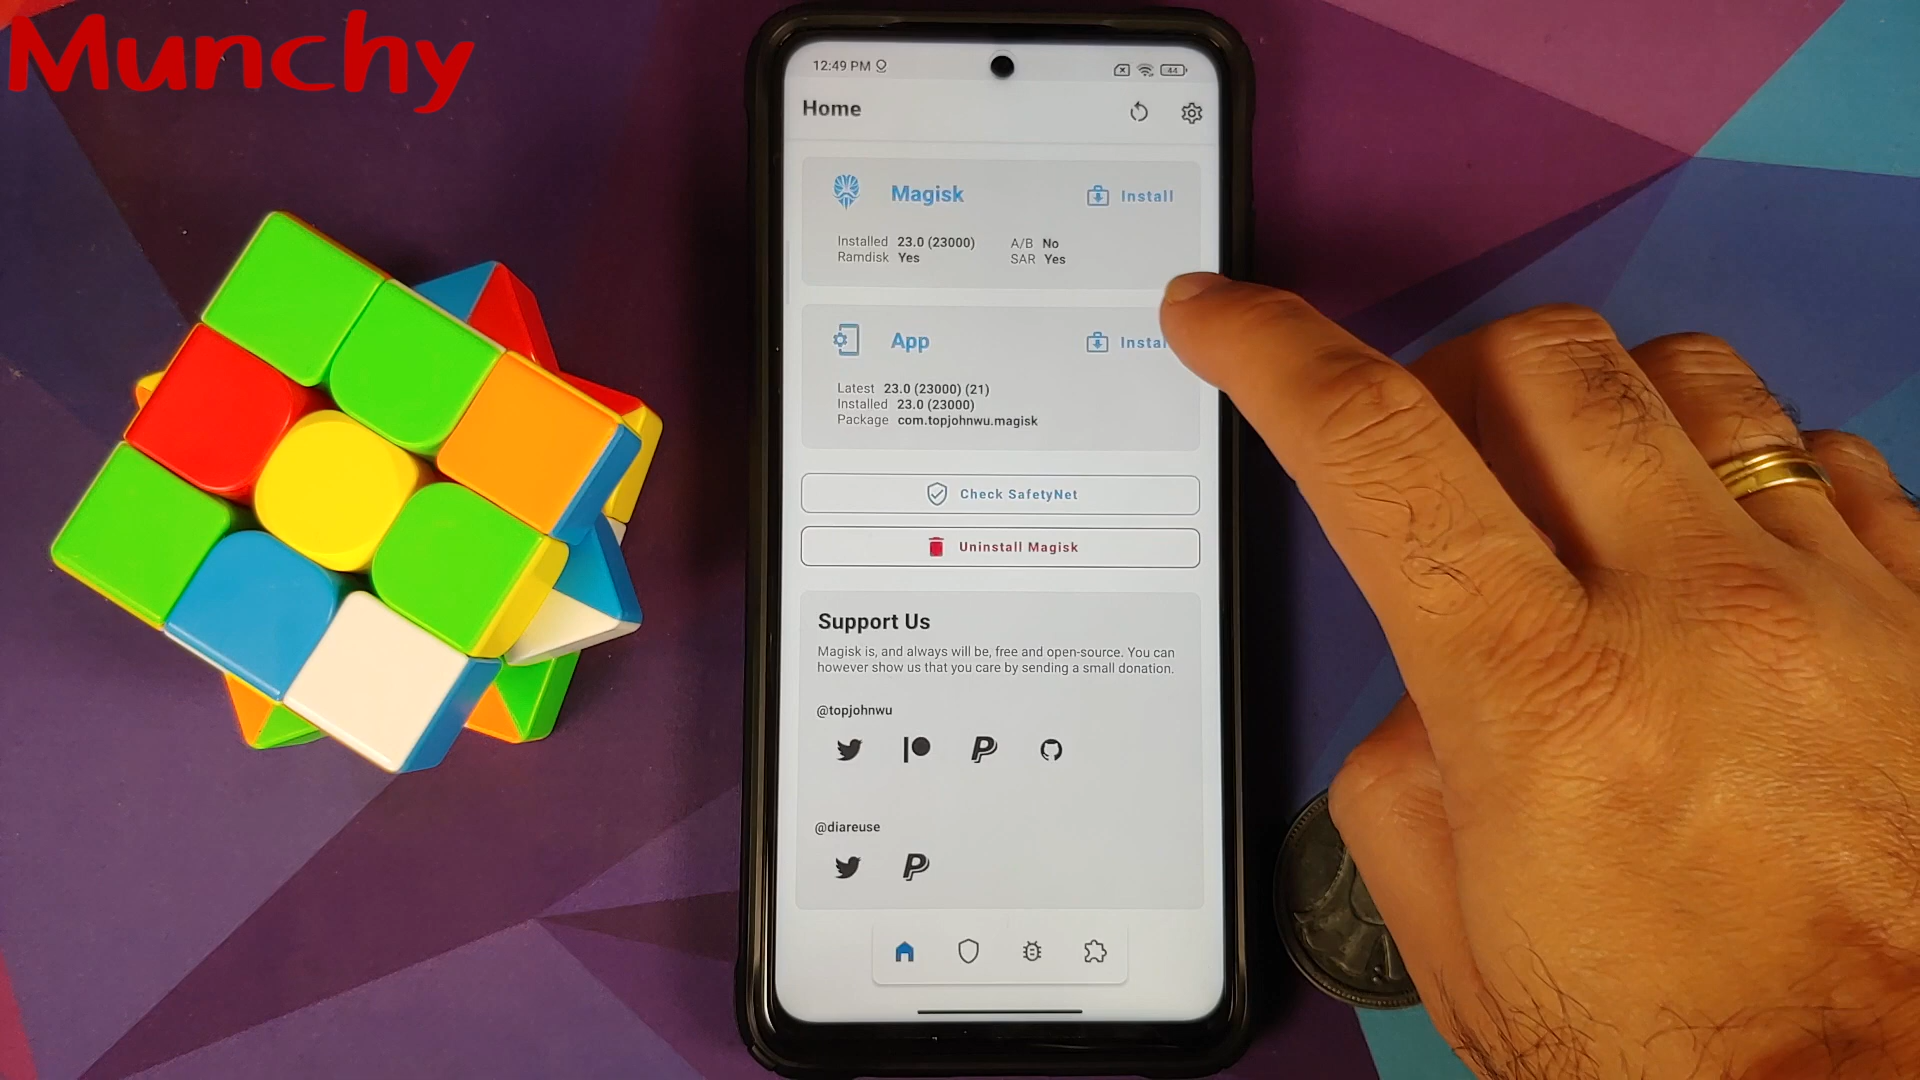 Munchy
12:49 PM
44
Home
Magisk
Install
Installed 23.0 (23000)
A/B No
Ramdisk Yes
SAR Yes
App
Instal
Latest 23.0 (23000) (21)
Installed 23.0 (23000)
Package com.topjohnwu.magisk
Check SafetyNet
Uninstall Magisk
Support Us
Magisk is, and always will be, free and open-source. You can
however show us that you care by sending a small donation.
@topjohnwu
@diareuse